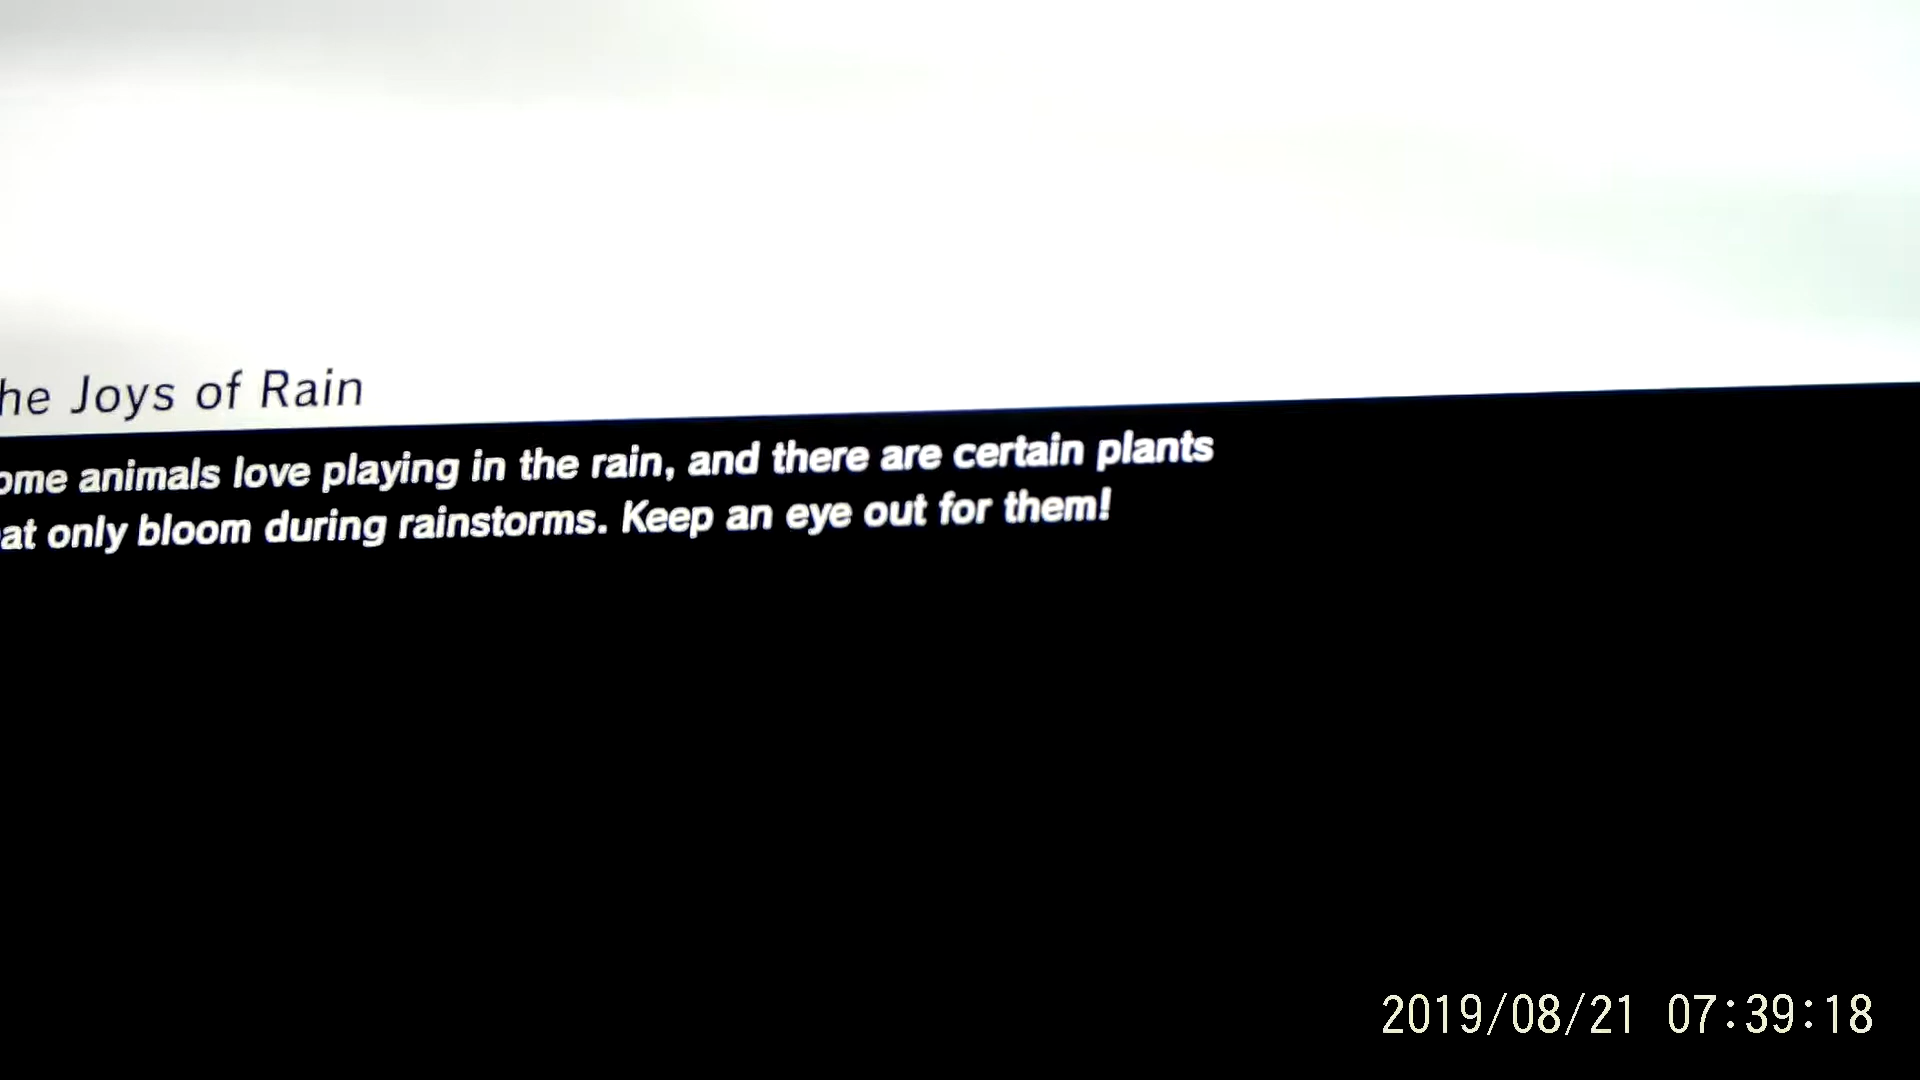 he Joys of Rain
ome animals love playing in the rain, and there are certain plants
at only bloom during rainstorms. Keep an eye out for them!
2019/08/21 07:39:18